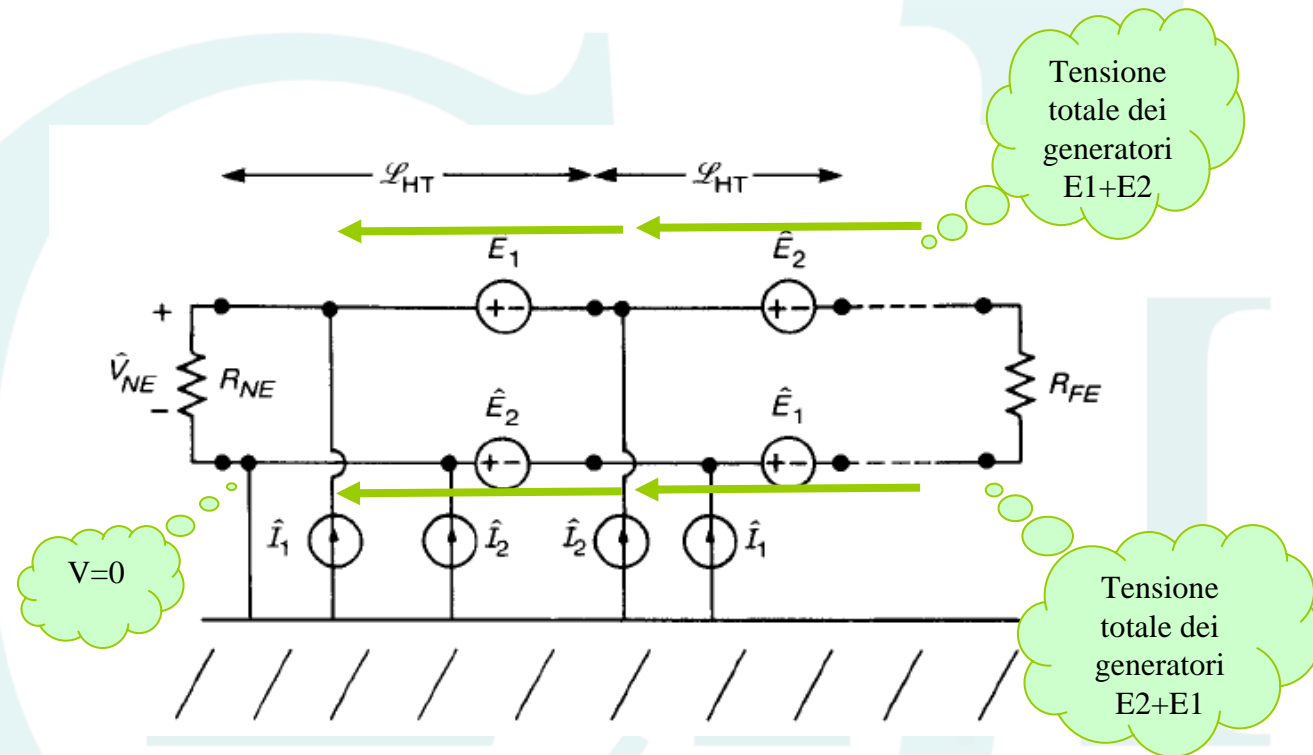 Tensione
totale dei
generatori
E1+E2
ℒHT
ℒHT
E1
Ê2
+
V̂NE
−
RNE
+-
+-
RFE
Ê2
Ê1
+-
+-
Î1
Î2
Î2
Î1
V=0
Tensione
totale dei
generatori
E2+E1